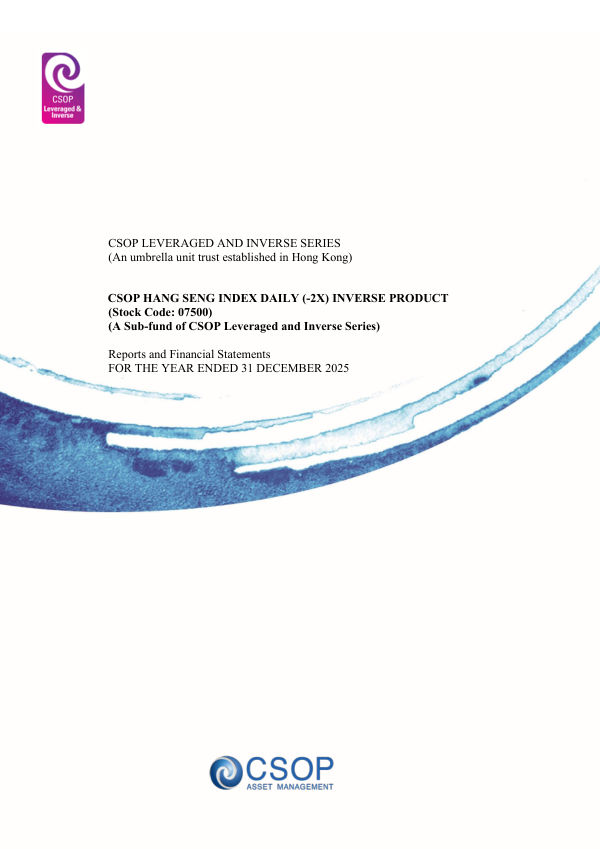 CSOP
Leveraged &
Inverse
CSOP LEVERAGED AND INVERSE SERIES
(An umbrella unit trust established in Hong Kong)
CSOP HANG SENG INDEX DAILY (-2X) INVERSE PRODUCT
(Stock Code: 07500)
(A Sub-fund of CSOP Leveraged and Inverse Series)
Reports and Financial Statements
FOR THE YEAR ENDED 31 DECEMBER 2025
CSOP
ASSET MANAGEMENT